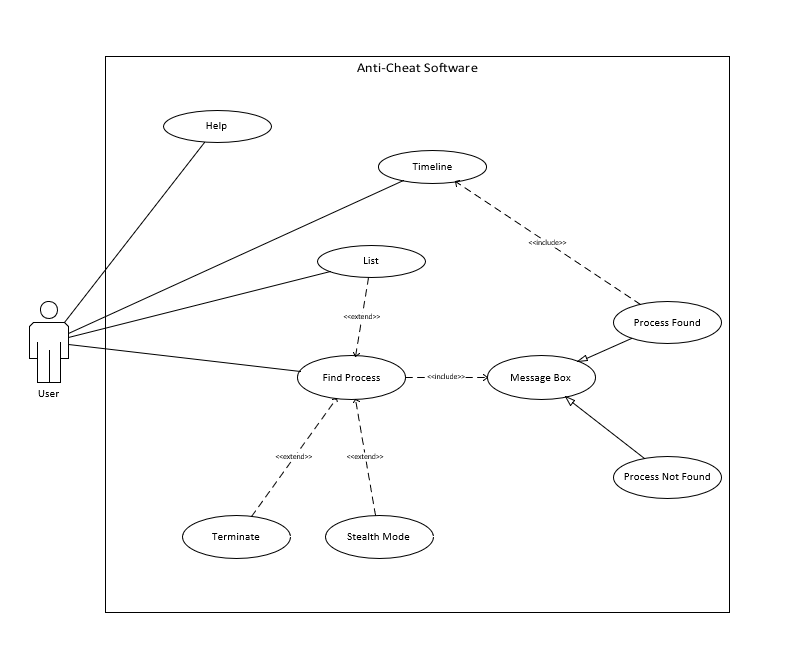 Anti-Cheat Software
Help
Timeline
<<include>>
List
<<extend>>
Process Found
Find Process
<<include>>
Message Box
User
<<extend>>
<<extend>>
Process Not Found
Terminate
Stealth Mode